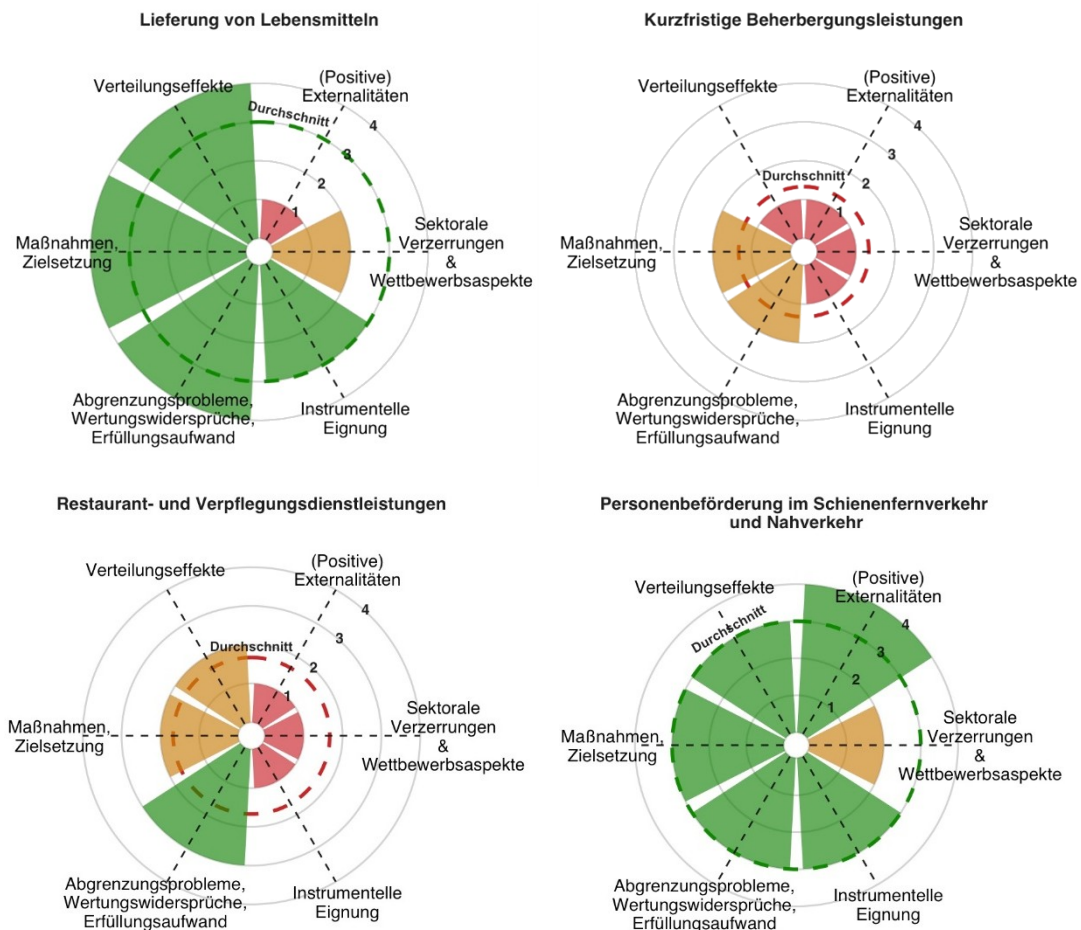 Lieferung von Lebensmitteln
Verteilungseffekte
(Positive)
Externalitäten
Durchschnitt
4
3
2
1
Sektorale
Verzerrungen
&
Wettbewerbsaspekte
Maßnahmen,
Zielsetzung
Abgrenzungsprobleme,
Wertungswidersprüche,
Erfüllungsaufwand
Instrumentelle
Eignung
Kurzfristige Beherbergungsleistungen
Verteilungseffekte
(Positive)
Externalitäten
4
3
2
Durchschnitt
1
Sektorale
Verzerrungen
&
Wettbewerbsaspekte
Maßnahmen,
Zielsetzung
Abgrenzungsprobleme,
Wertungswidersprüche,
Erfüllungsaufwand
Instrumentelle
Eignung
Restaurant- und Verpflegungsdienstleistungen
Verteilungseffekte
(Positive)
Externalitäten
4
3
Durchschnitt
2
1
Sektorale
Verzerrungen
&
Wettbewerbsaspekte
Maßnahmen,
Zielsetzung
Abgrenzungsprobleme,
Wertungswidersprüche,
Erfüllungsaufwand
Instrumentelle
Eignung
Personenbeförderung im Schienenfernverkehr
und Nahverkehr
Verteilungseffekte
(Positive)
Externalitäten
Durchschnitt
4
3
2
1
Sektorale
Verzerrungen
&
Wettbewerbsaspekte
Maßnahmen,
Zielsetzung
Abgrenzungsprobleme,
Wertungswidersprüche,
Erfüllungsaufwand
Instrumentelle
Eignung